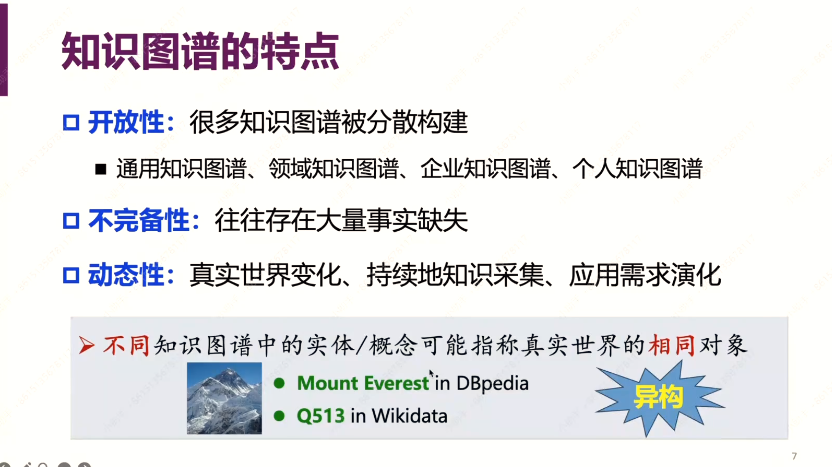 知识图谱的特点
开放性：很多知识图谱被分散构建
通用知识图谱、领域知识图谱、企业知识图谱、个人知识图谱
不完备性：往往存在大量事实缺失
动态性：真实世界变化、持续地知识采集、应用需求演化
不同知识图谱中的实体/概念可能指称真实世界的相同对象
Mount Everest in DBpedia
Q513 in Wikidata
异构
7